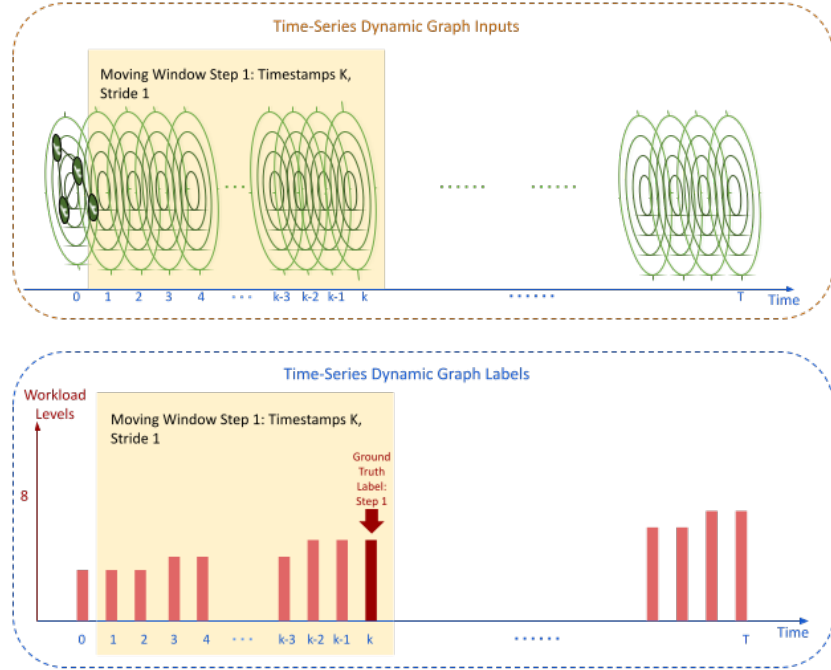 Time-Series Dynamic Graph Inputs
Moving Window Step 1: Timestamps K,
Stride 1
0 1 2 3 4 ... k-3 k-2 k-1 k ...... T
Time
Time-Series Dynamic Graph Labels
Workload
Levels
Moving Window Step 1: Timestamps K,
Stride 1
Ground
Truth
Label:
Step 1
8
0 1 2 3 4 ... k-3 k-2 k-1 k ...... T
Time